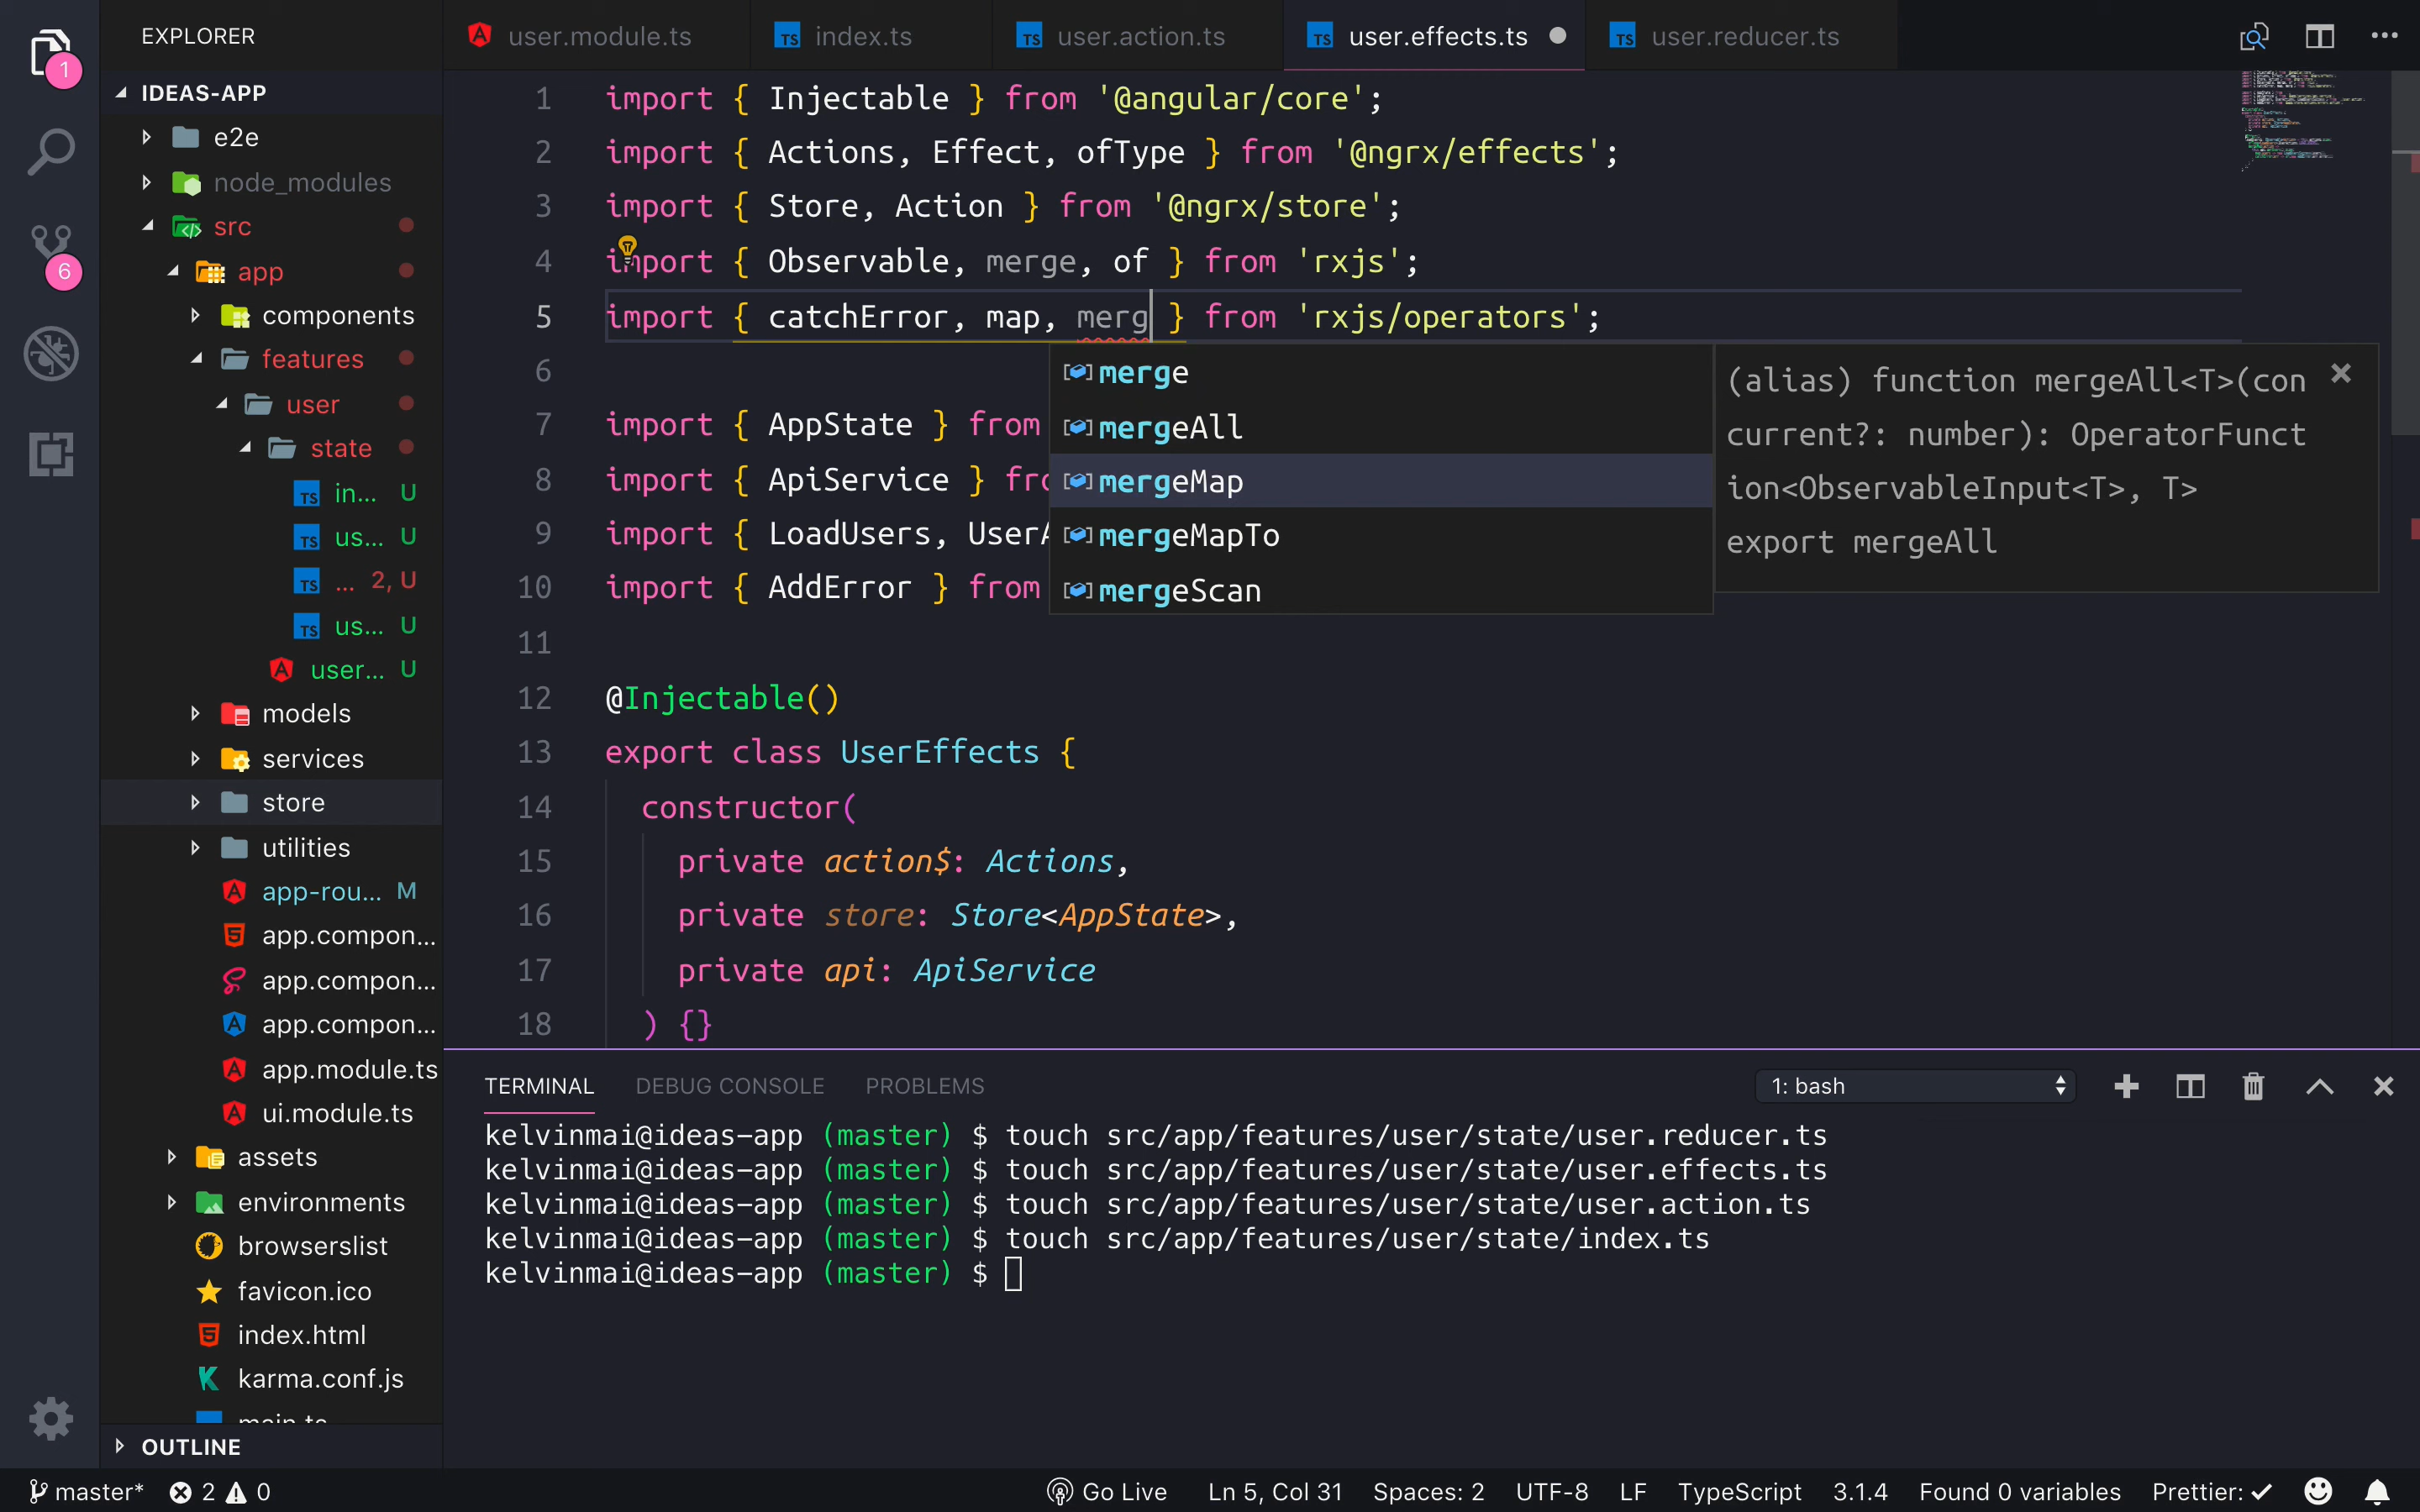 EXPLORER
user.module.ts
index.ts
user.action.ts
user.effects.ts
user.reducer.ts
1
6
IDEAS-APP
e2e
node_modules
src
app
components
features
user
state
in... U
us... U
... 2, U
us... U
user... U
models
services
store
utilities
app-rou... M
app.compon...
app.compon...
app.compon...
app.module.ts
ui.module.ts
assets
environments
browserslist
favicon.ico
index.html
karma.conf.js
main.ts
OUTLINE
1 import { Injectable } from '@angular/core';
2 import { Actions, Effect, ofType } from '@ngrx/effects';
3 import { Store, Action } from '@ngrx/store';
4 import { Observable, merge, of } from 'rxjs';
5 import { catchError, map, merg } from 'rxjs/operators';
6
7 import { AppState } from
8 import { ApiService } fro
9 import { LoadUsers, UserA
10 import { AddError } from
11
12 @Injectable()
13 export class UserEffects {
14 constructor(
15 private action$: Actions,
16 private store: Store<AppState>,
17 private api: ApiService
18 ) {}
merge
mergeAll
mergeMap
mergeMapTo
mergeScan
(alias) function mergeAll<T>(con
current?: number): OperatorFunct
ion<ObservableInput<T>, T>
export mergeAll
TERMINAL DEBUG CONSOLE PROBLEMS 1: bash
kelvinmai@ideas-app (master) $ touch src/app/features/user/state/user.reducer.ts
kelvinmai@ideas-app (master) $ touch src/app/features/user/state/user.effects.ts
kelvinmai@ideas-app (master) $ touch src/app/features/user/state/user.action.ts
kelvinmai@ideas-app (master) $ touch src/app/features/user/state/index.ts
kelvinmai@ideas-app (master) $
master* 2 0 Go Live Ln 5, Col 31 Spaces: 2 UTF-8 LF TypeScript 3.1.4 Found 0 variables Prettier: ✓